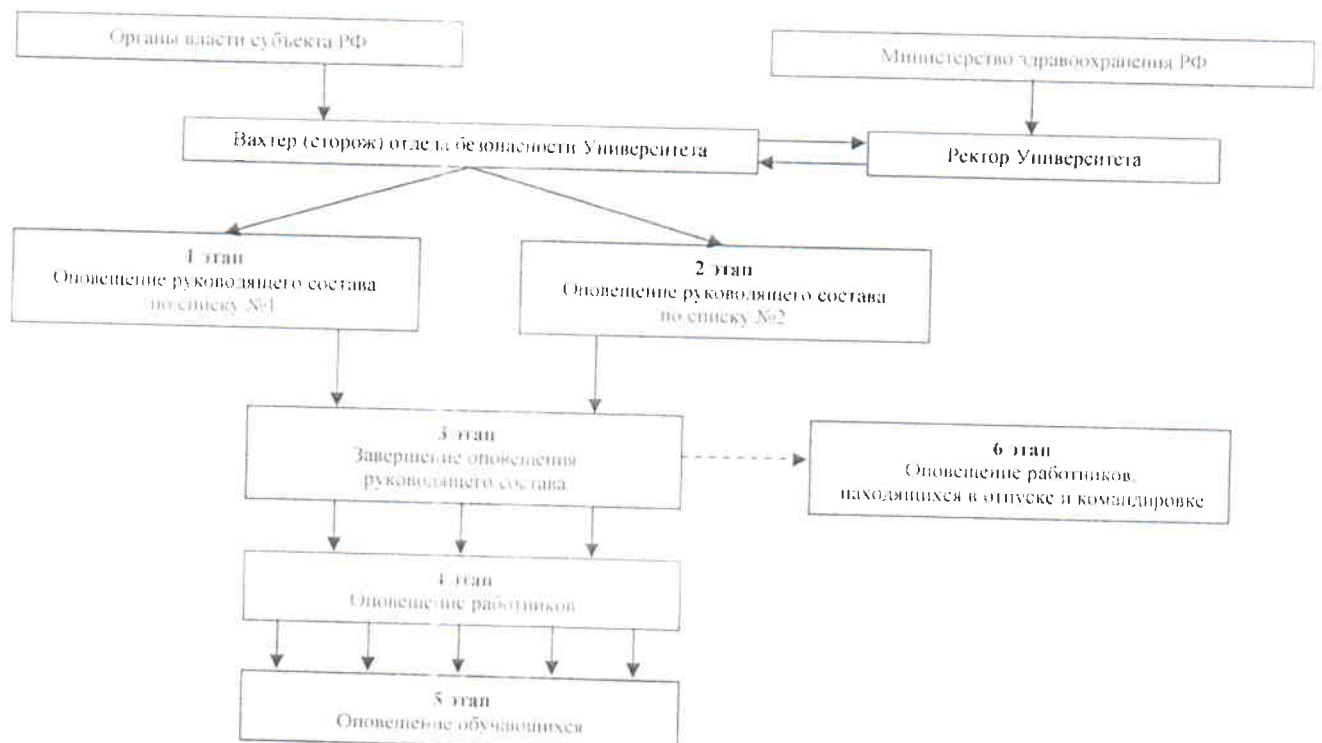 Органы власти субъекта РФ
Министерство здравоохранения РФ
Вахтер (сторож) отдела безопасности Университета
Ректор Университета
1 этап
Оповещение руководящего состава
по списку №1
2 этап
Оповещение руководящего состава
по списку №2
3 этап
Завершение оповещения
руководящего состава
6 этап
Оповещение работников,
находящихся в отпуске и командировке
4 этап
Оповещение работников
5 этап
Оповещение обучающихся